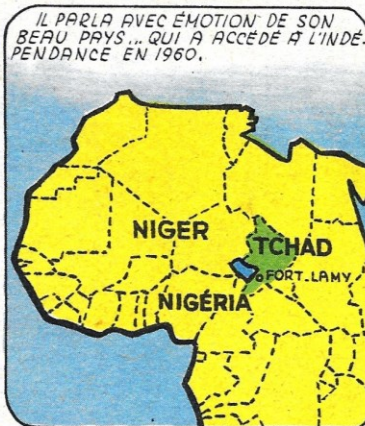 IL PARLA AVEC ÉMOTION DE SON
BEAU PAYS... QUI A ACCÉDÉ À L'INDÉ-
PENDANCE EN 1960.
NIGER
TCHAD
FORT-LAMY
NIGÉRIA